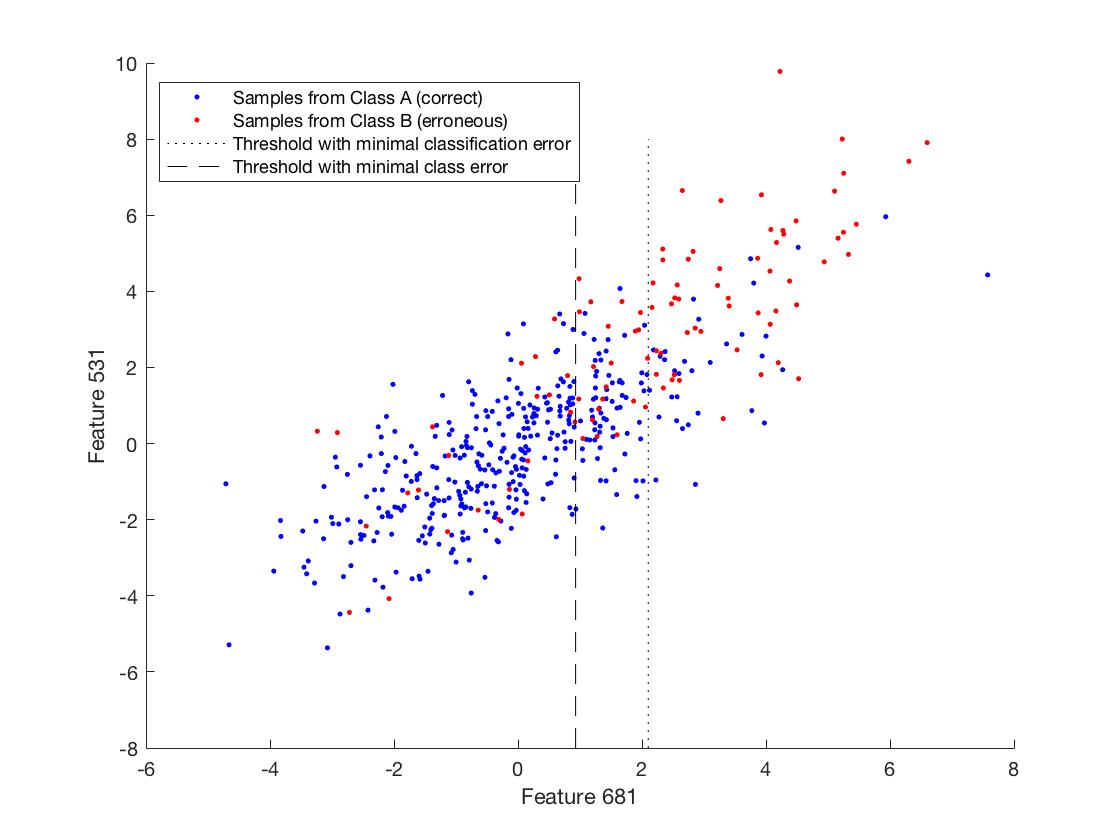 10
8
6
4
2
0
-2
-4
-6
-8
Feature 531
Samples from Class A (correct)
Samples from Class B (erroneous)
Threshold with minimal classification error
Threshold with minimal class error
-6 -4 -2 0 2 4 6 8
Feature 681